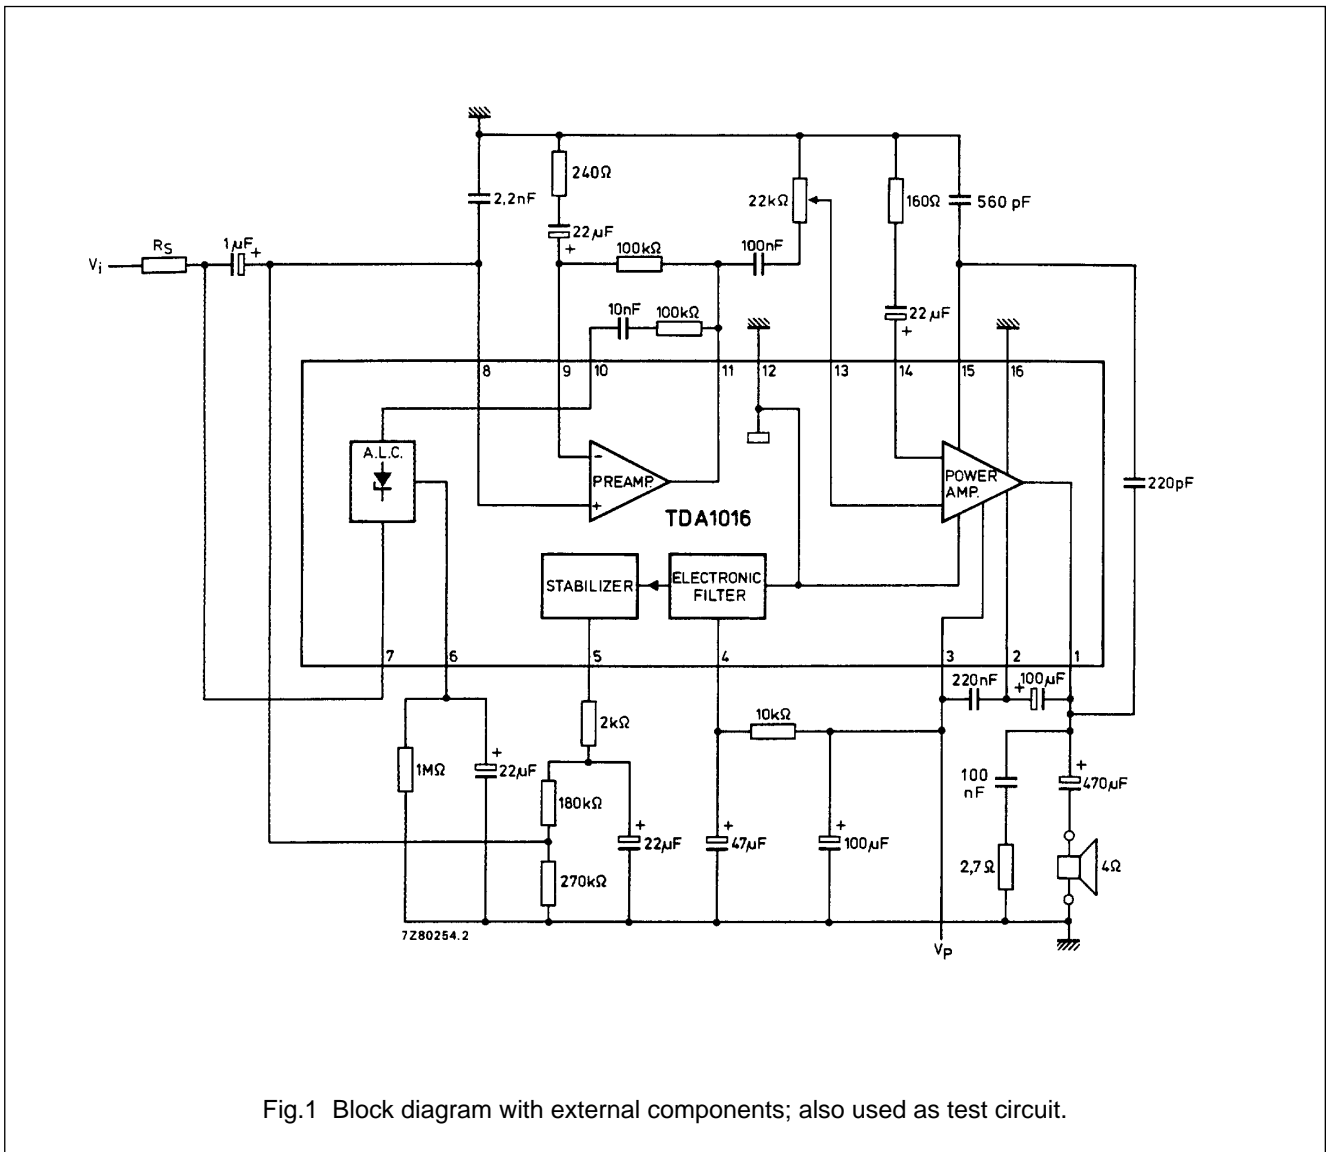 240Ω
2,2nF
22kΩ
160Ω
560 pF
22µF
RS
1µF
+
+
100kΩ
100nF
Vi
10nF
100kΩ
22µF
+
8
9
10
11
12
13
14
15
16
A.L.C.
−
PREAMP.
+
POWER
AMP.
220pF
TDA1016
STABILIZER
ELECTRONIC
FILTER
7
6
5
4
3
2
1
220nF
+
100µF
2kΩ
10kΩ
1MΩ
+
22µF
180kΩ
100
nF
+
470µF
+
22µF
+
47µF
+
100µF
270kΩ
2,7Ω
4Ω
7Z80254.2
VP
Fig.1 Block diagram with external components; also used as test circuit.